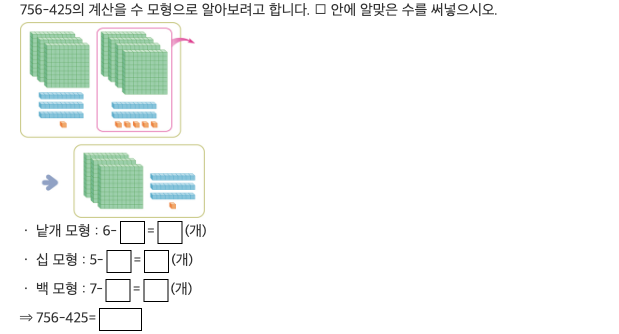 756-425의 계산을 수 모형으로 알아보려고 합니다. □ 안에 알맞은 수를 써넣으시오.
· 낱개 모형 : 6-□=□(개)
· 십 모형 : 5-□=□(개)
· 백 모형 : 7-□=□(개)
⇒ 756-425=□